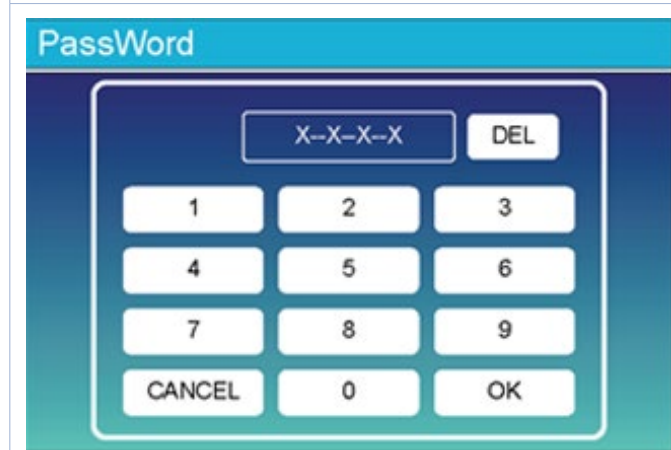 PassWord
X--X--X--X DEL
1 2 3
4 5 6
7 8 9
CANCEL 0 OK